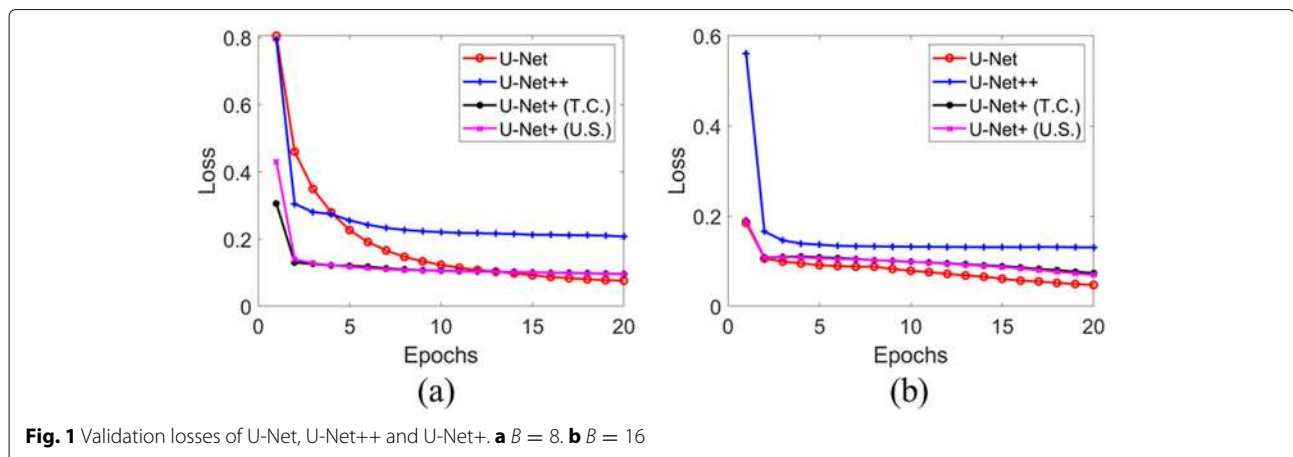 0.8
0.6
0.4
0.2
0
Loss
0 5 10 15 20
Epochs
U-Net
U-Net++
U-Net+ (T.C.)
U-Net+ (U.S.)
(a)
0.6
0.4
0.2
0
Loss
0 5 10 15 20
Epochs
U-Net
U-Net++
U-Net+ (T.C.)
U-Net+ (U.S.)
(b)
Fig. 1 Validation losses of U-Net, U-Net++ and U-Net+. a B = 8. b B = 16